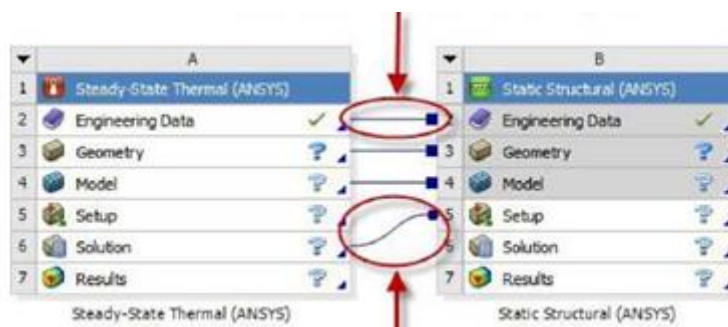 A
1 Steady-State Thermal (ANSYS)
2 Engineering Data
3 Geometry
4 Model
5 Setup
6 Solution
7 Results
Steady-State Thermal (ANSYS)
B
1 Static Structural (ANSYS)
2 Engineering Data
3 Geometry
4 Model
5 Setup
6 Solution
7 Results
Static Structural (ANSYS)